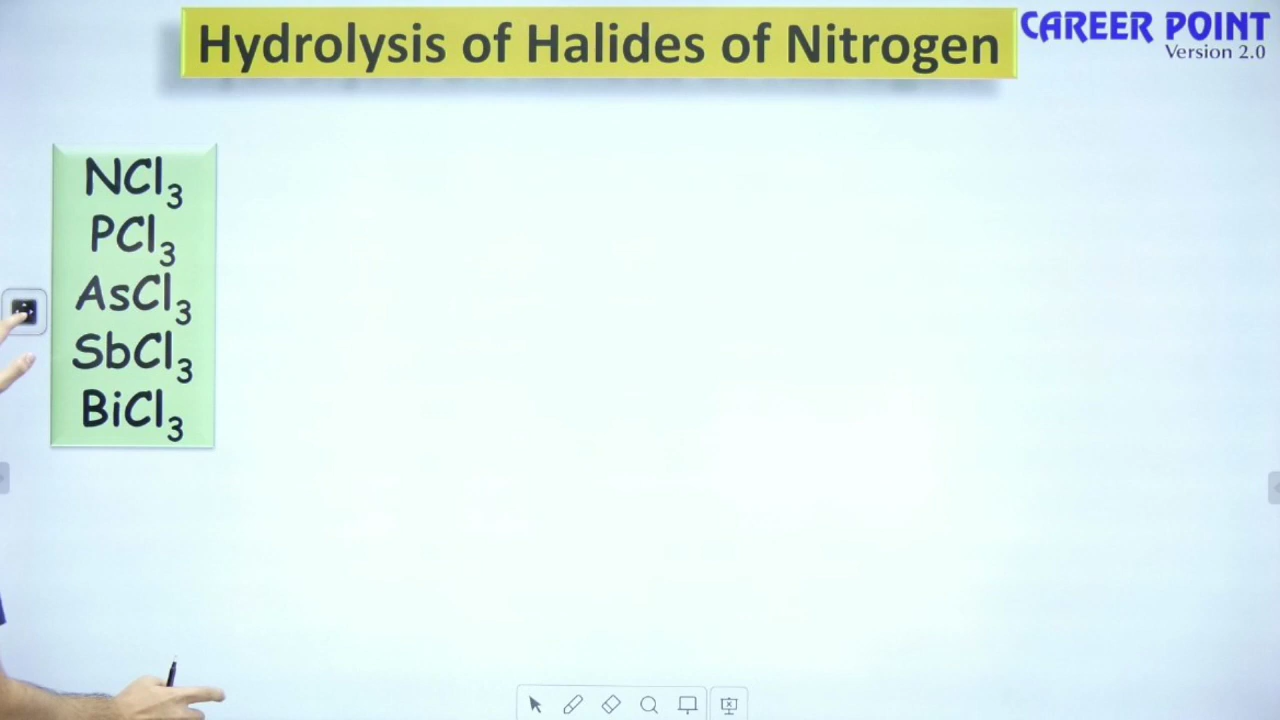 Hydrolysis of Halides of Nitrogen
CAREER POINT
Version 2.0
NCl₃
PCl₃
AsCl₃
SbCl₃
BiCl₃